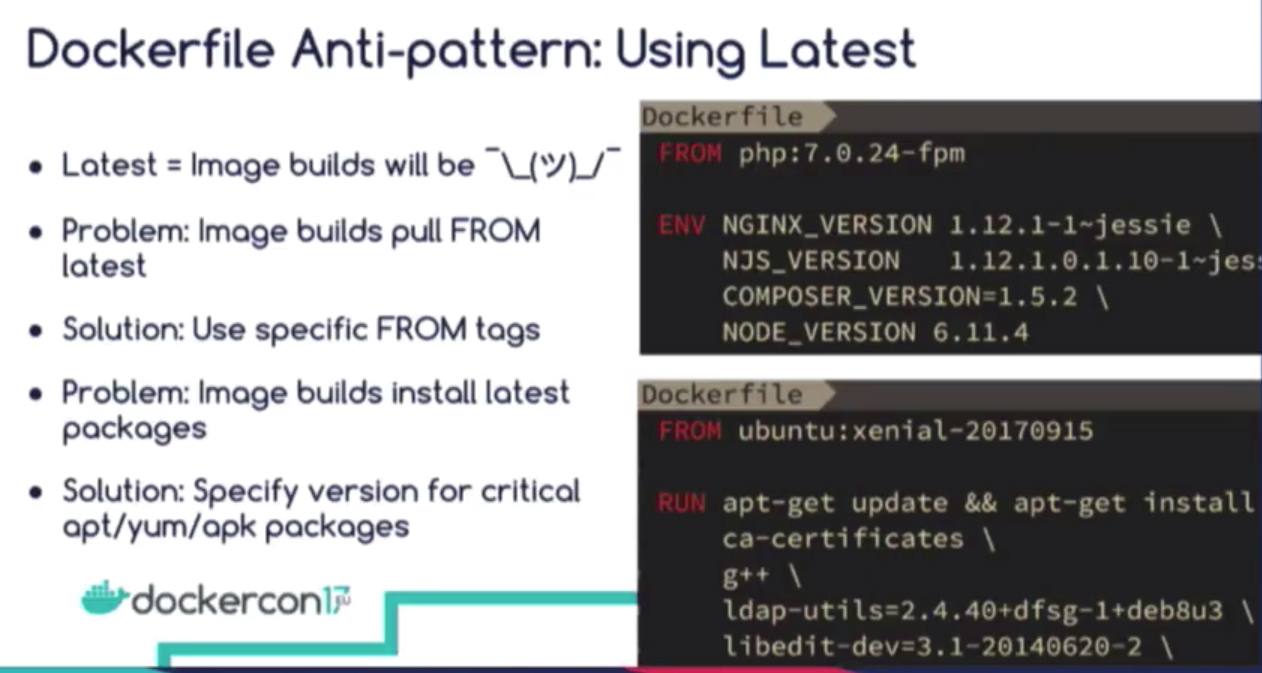 Dockerfile Anti-pattern: Using Latest
• Latest = Image builds will be ¯\_(ツ)_/¯
• Problem: Image builds pull FROM
latest
• Solution: Use specific FROM tags
• Problem: Image builds install latest
packages
• Solution: Specify version for critical
apt/yum/apk packages
dockercon17 EU
Dockerfile
FROM php:7.0.24-fpm
ENV NGINX_VERSION 1.12.1-1~jessie \
NJS_VERSION   1.12.1.0.1.10-1~jes
COMPOSER_VERSION=1.5.2 \
NODE_VERSION 6.11.4
Dockerfile
FROM ubuntu:xenial-20170915
RUN apt-get update && apt-get install
ca-certificates \
g++ \
ldap-utils=2.4.40+dfsg-1+deb8u3 \
libedit-dev=3.1-20140620-2 \